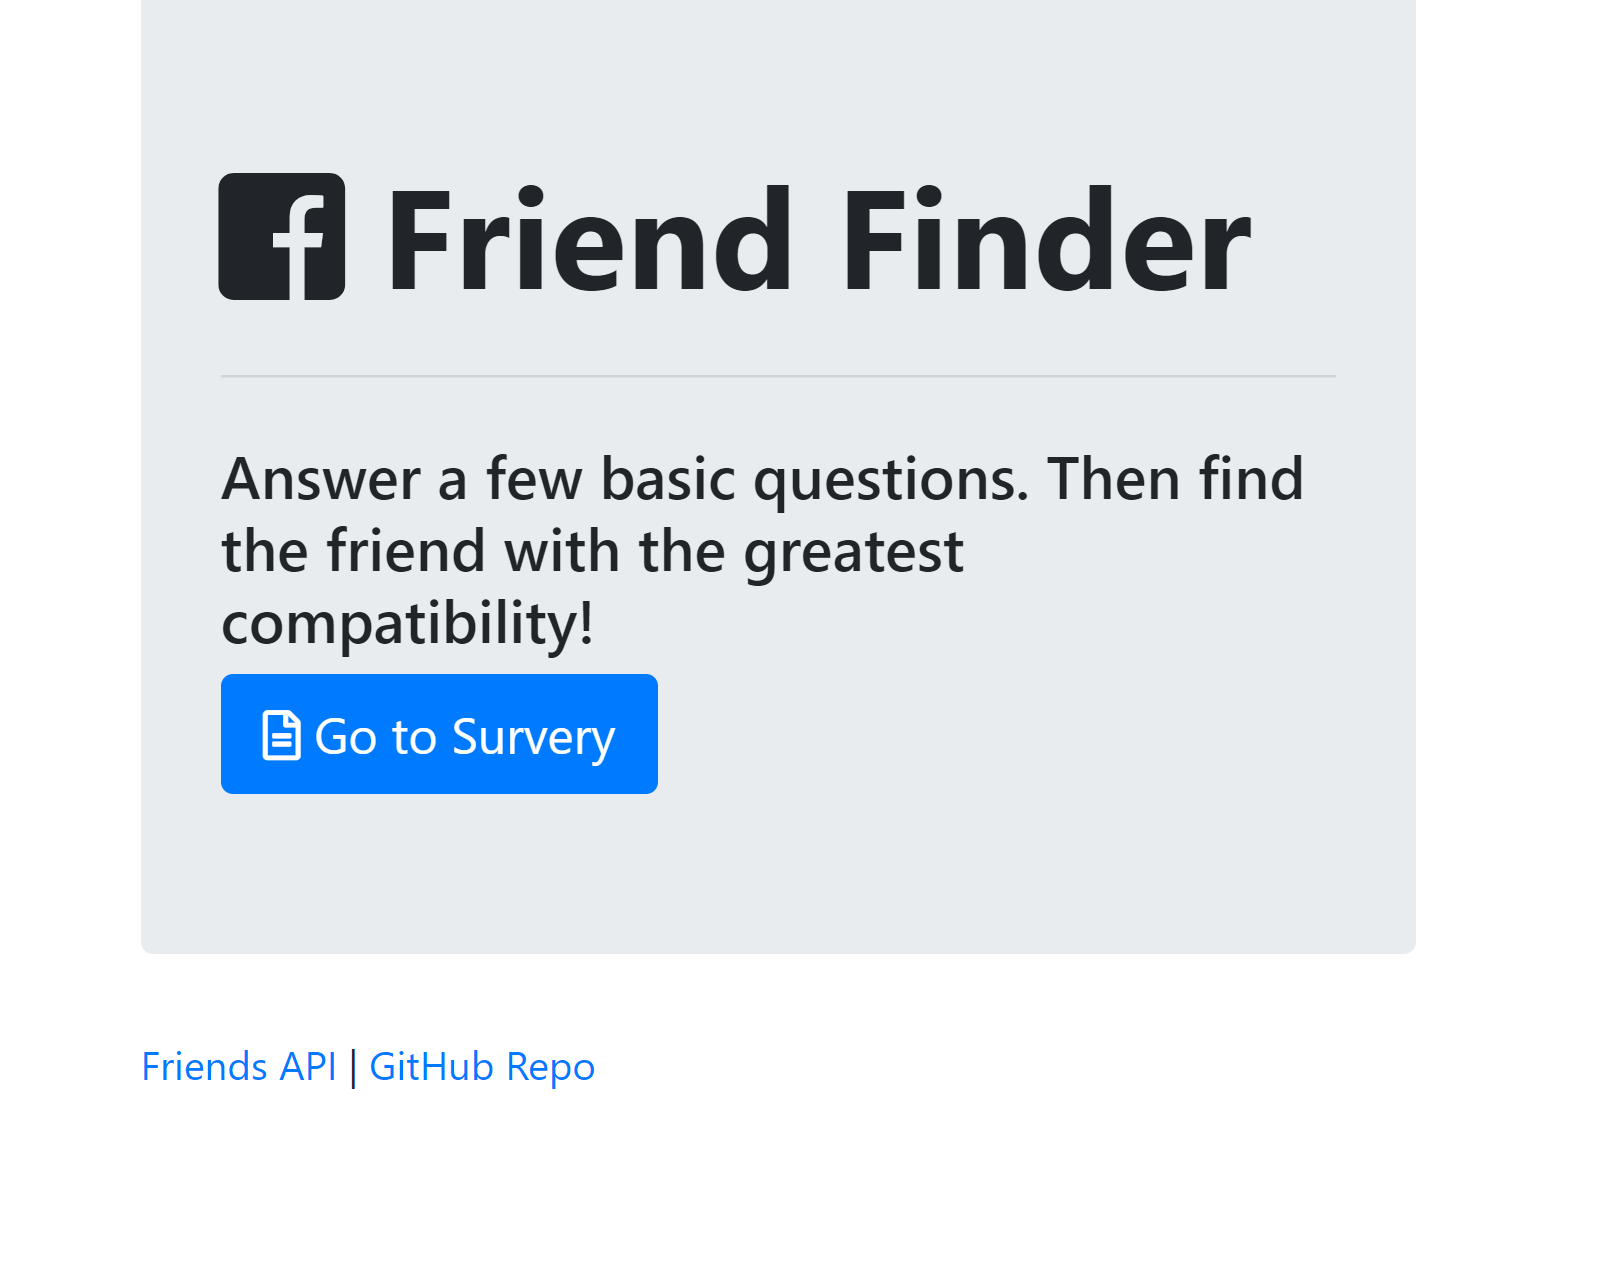 Friend Finder
Answer a few basic questions. Then find
the friend with the greatest
compatibility!
Go to Survery
Friends API | GitHub Repo